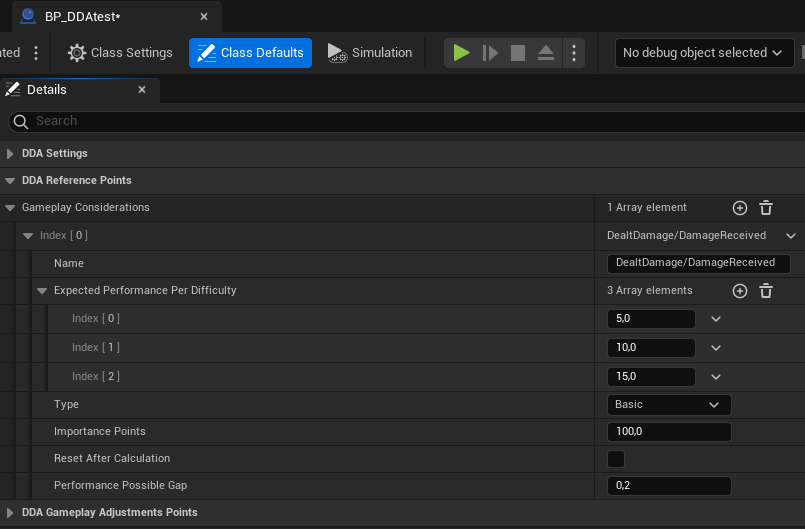 BP_DDAtest*
Class Settings
Class Defaults
Simulation
No debug object selected
Details
Search
DDA Settings
DDA Reference Points
Gameplay Considerations 1 Array element
Index [ 0 ] DealtDamage/DamageReceived
Name DealtDamage/DamageReceived
Expected Performance Per Difficulty 3 Array elements
Index [ 0 ] 5,0
Index [ 1 ] 10,0
Index [ 2 ] 15,0
Type Basic
Importance Points 100,0
Reset After Calculation
Performance Possible Gap 0,2
DDA Gameplay Adjustments Points